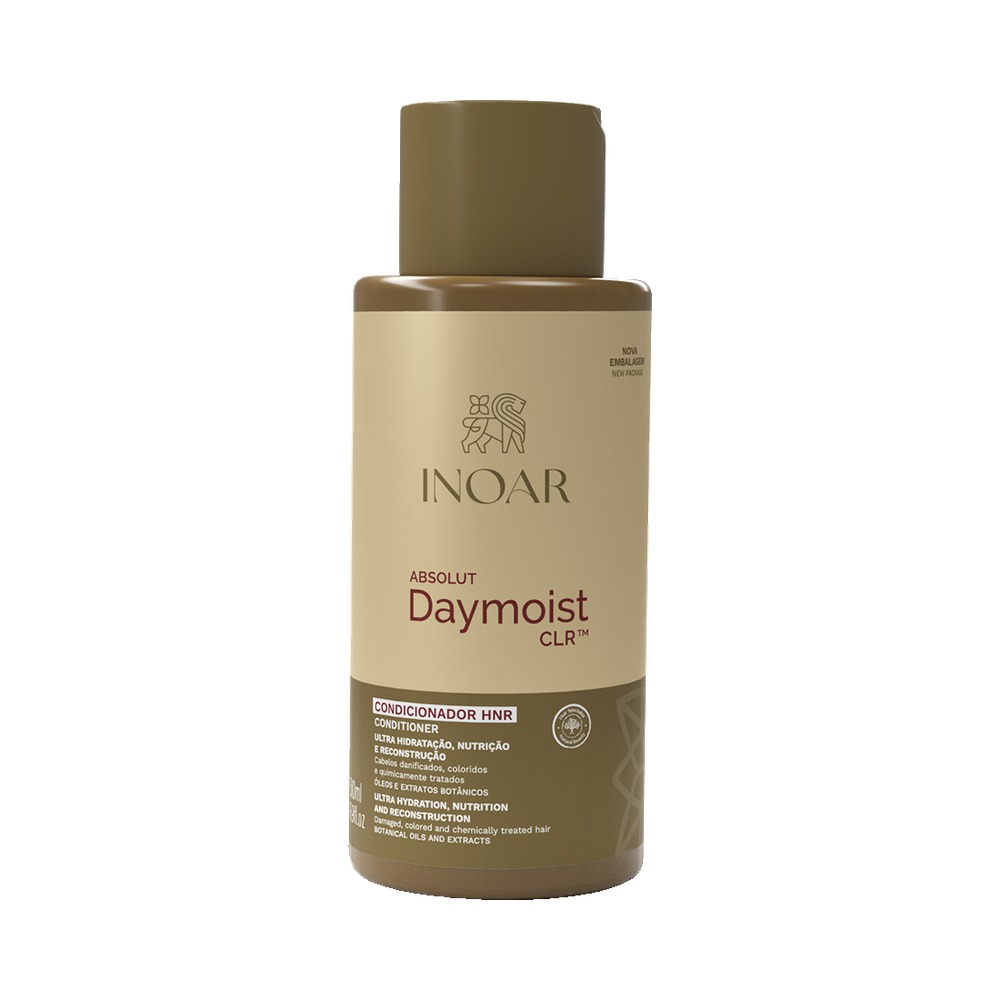 NOVA
EMBALAGEM
NEW PACKAGE
INOAR
ABSOLUT
Daymoist
CLR™
CONDICIONADOR HNR
CONDITIONER
ULTRA HIDRATAÇÃO, NUTRIÇÃO
E RECONSTRUÇÃO
Cabelos danificados, coloridos
e quimicamente tratados
ÓLEOS E EXTRATOS BOTÂNICOS
ULTRA HYDRATION, NUTRITION
AND RECONSTRUCTION
Damaged, colored and chemically treated hair
BOTANICAL OILS AND EXTRACTS